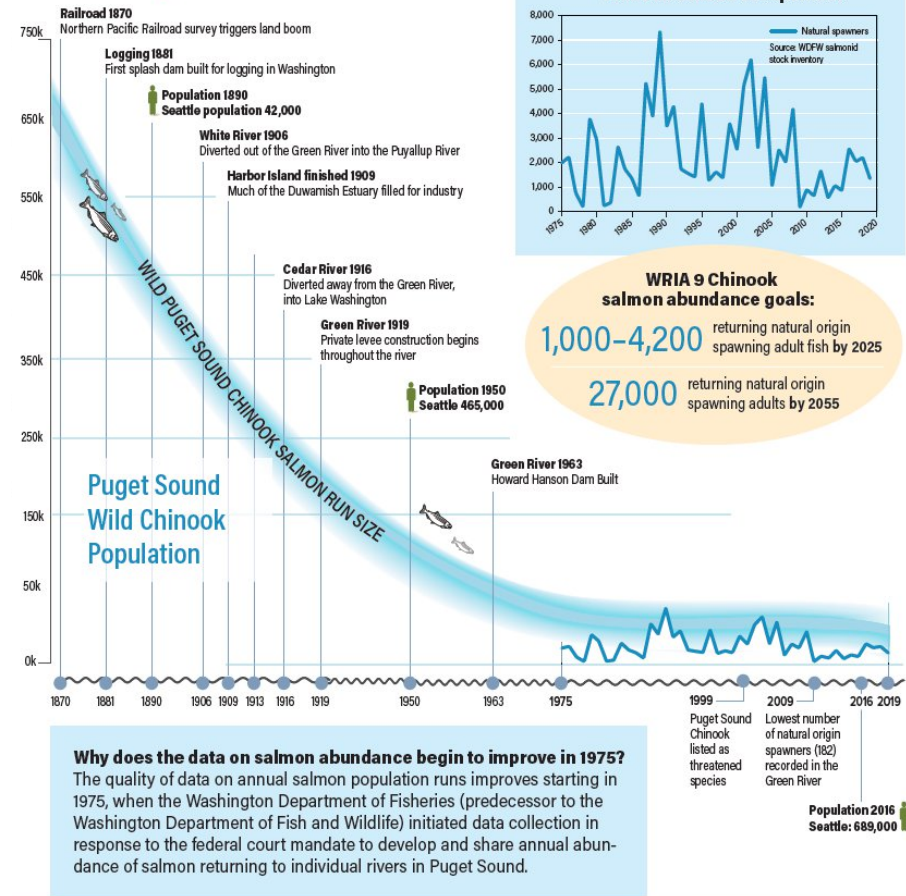 Railroad 1870
Northern Pacific Railroad survey triggers land boom
Logging 1881
First splash dam built for logging in Washington
Population 1890
Seattle population 42,000
White River 1906
Diverted out of the Green River into the Puyallup River
Harbor Island finished 1909
Much of the Duwamish Estuary filled for industry
Cedar River 1916
Diverted away from the Green River,
into Lake Washington
Green River 1919
Private levee construction begins
throughout the river
Population 1950
Seattle 465,000
Green River 1963
Howard Hanson Dam Built
750k
650k
550k
450k
350k
250k
150k
50k
0k
WILD PUGET SOUND CHINOOK SALMON RUN SIZE
Puget Sound
Wild Chinook
Population
8,000
7,000
6,000
5,000
4,000
3,000
2,000
1,000
0
Natural spawners
Source: WDFW salmonid
stock inventory
1975
1980
1985
1990
1995
2000
2005
2010
2015
2020
WRIA 9 Chinook
salmon abundance goals:
1,000–4,200 returning natural origin
spawning adult fish by 2025
27,000 returning natural origin
spawning adults by 2055
1870
1881
1890
1906
1909
1913
1916
1919
1950
1963
1975
1999
Puget Sound
Chinook
listed as
threatened
species
2009
Lowest number
of natural origin
spawners (182)
recorded in the
Green River
2016
2019
Population 2016
Seattle: 689,000
Why does the data on salmon abundance begin to improve in 1975?
The quality of data on annual salmon population runs improves starting in
1975, when the Washington Department of Fisheries (predecessor to the
Washington Department of Fish and Wildlife) initiated data collection in
response to the federal court mandate to develop and share annual abun-
dance of salmon returning to individual rivers in Puget Sound.